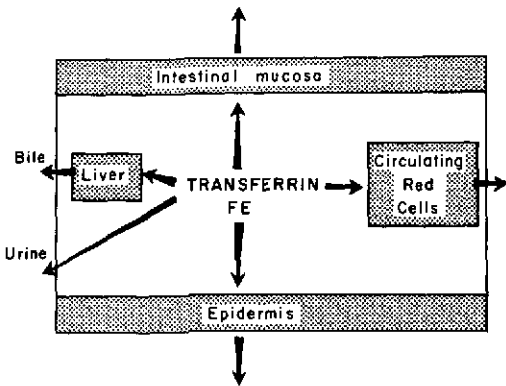 Intestinal mucosa
Bile
Liver
TRANSFERRIN
FE
Circulating
Red
Cells
Urine
Epidermis